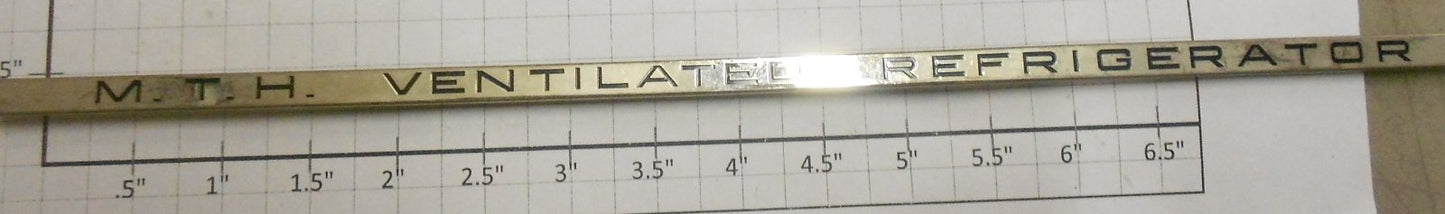 M.T.H. VENTILATED REFRIGERATOR
5"
.5" 1" 1.5" 2" 2.5" 3" 3.5" 4" 4.5" 5" 5.5" 6" 6.5"